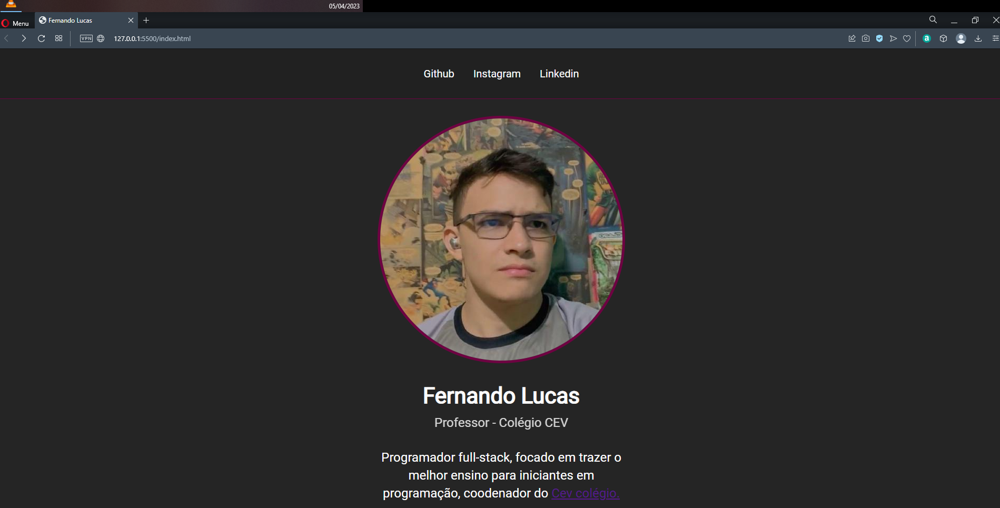 05/04/2023
Menu
Fernando Lucas
VPN
127.0.0.1:5500/index.html
a
Github
Instagram
Linkedin
Fernando Lucas
Professor - Colégio CEV
Programador full-stack, focado em trazer o
melhor ensino para iniciantes em
programação, coodenador do Cev colégio.